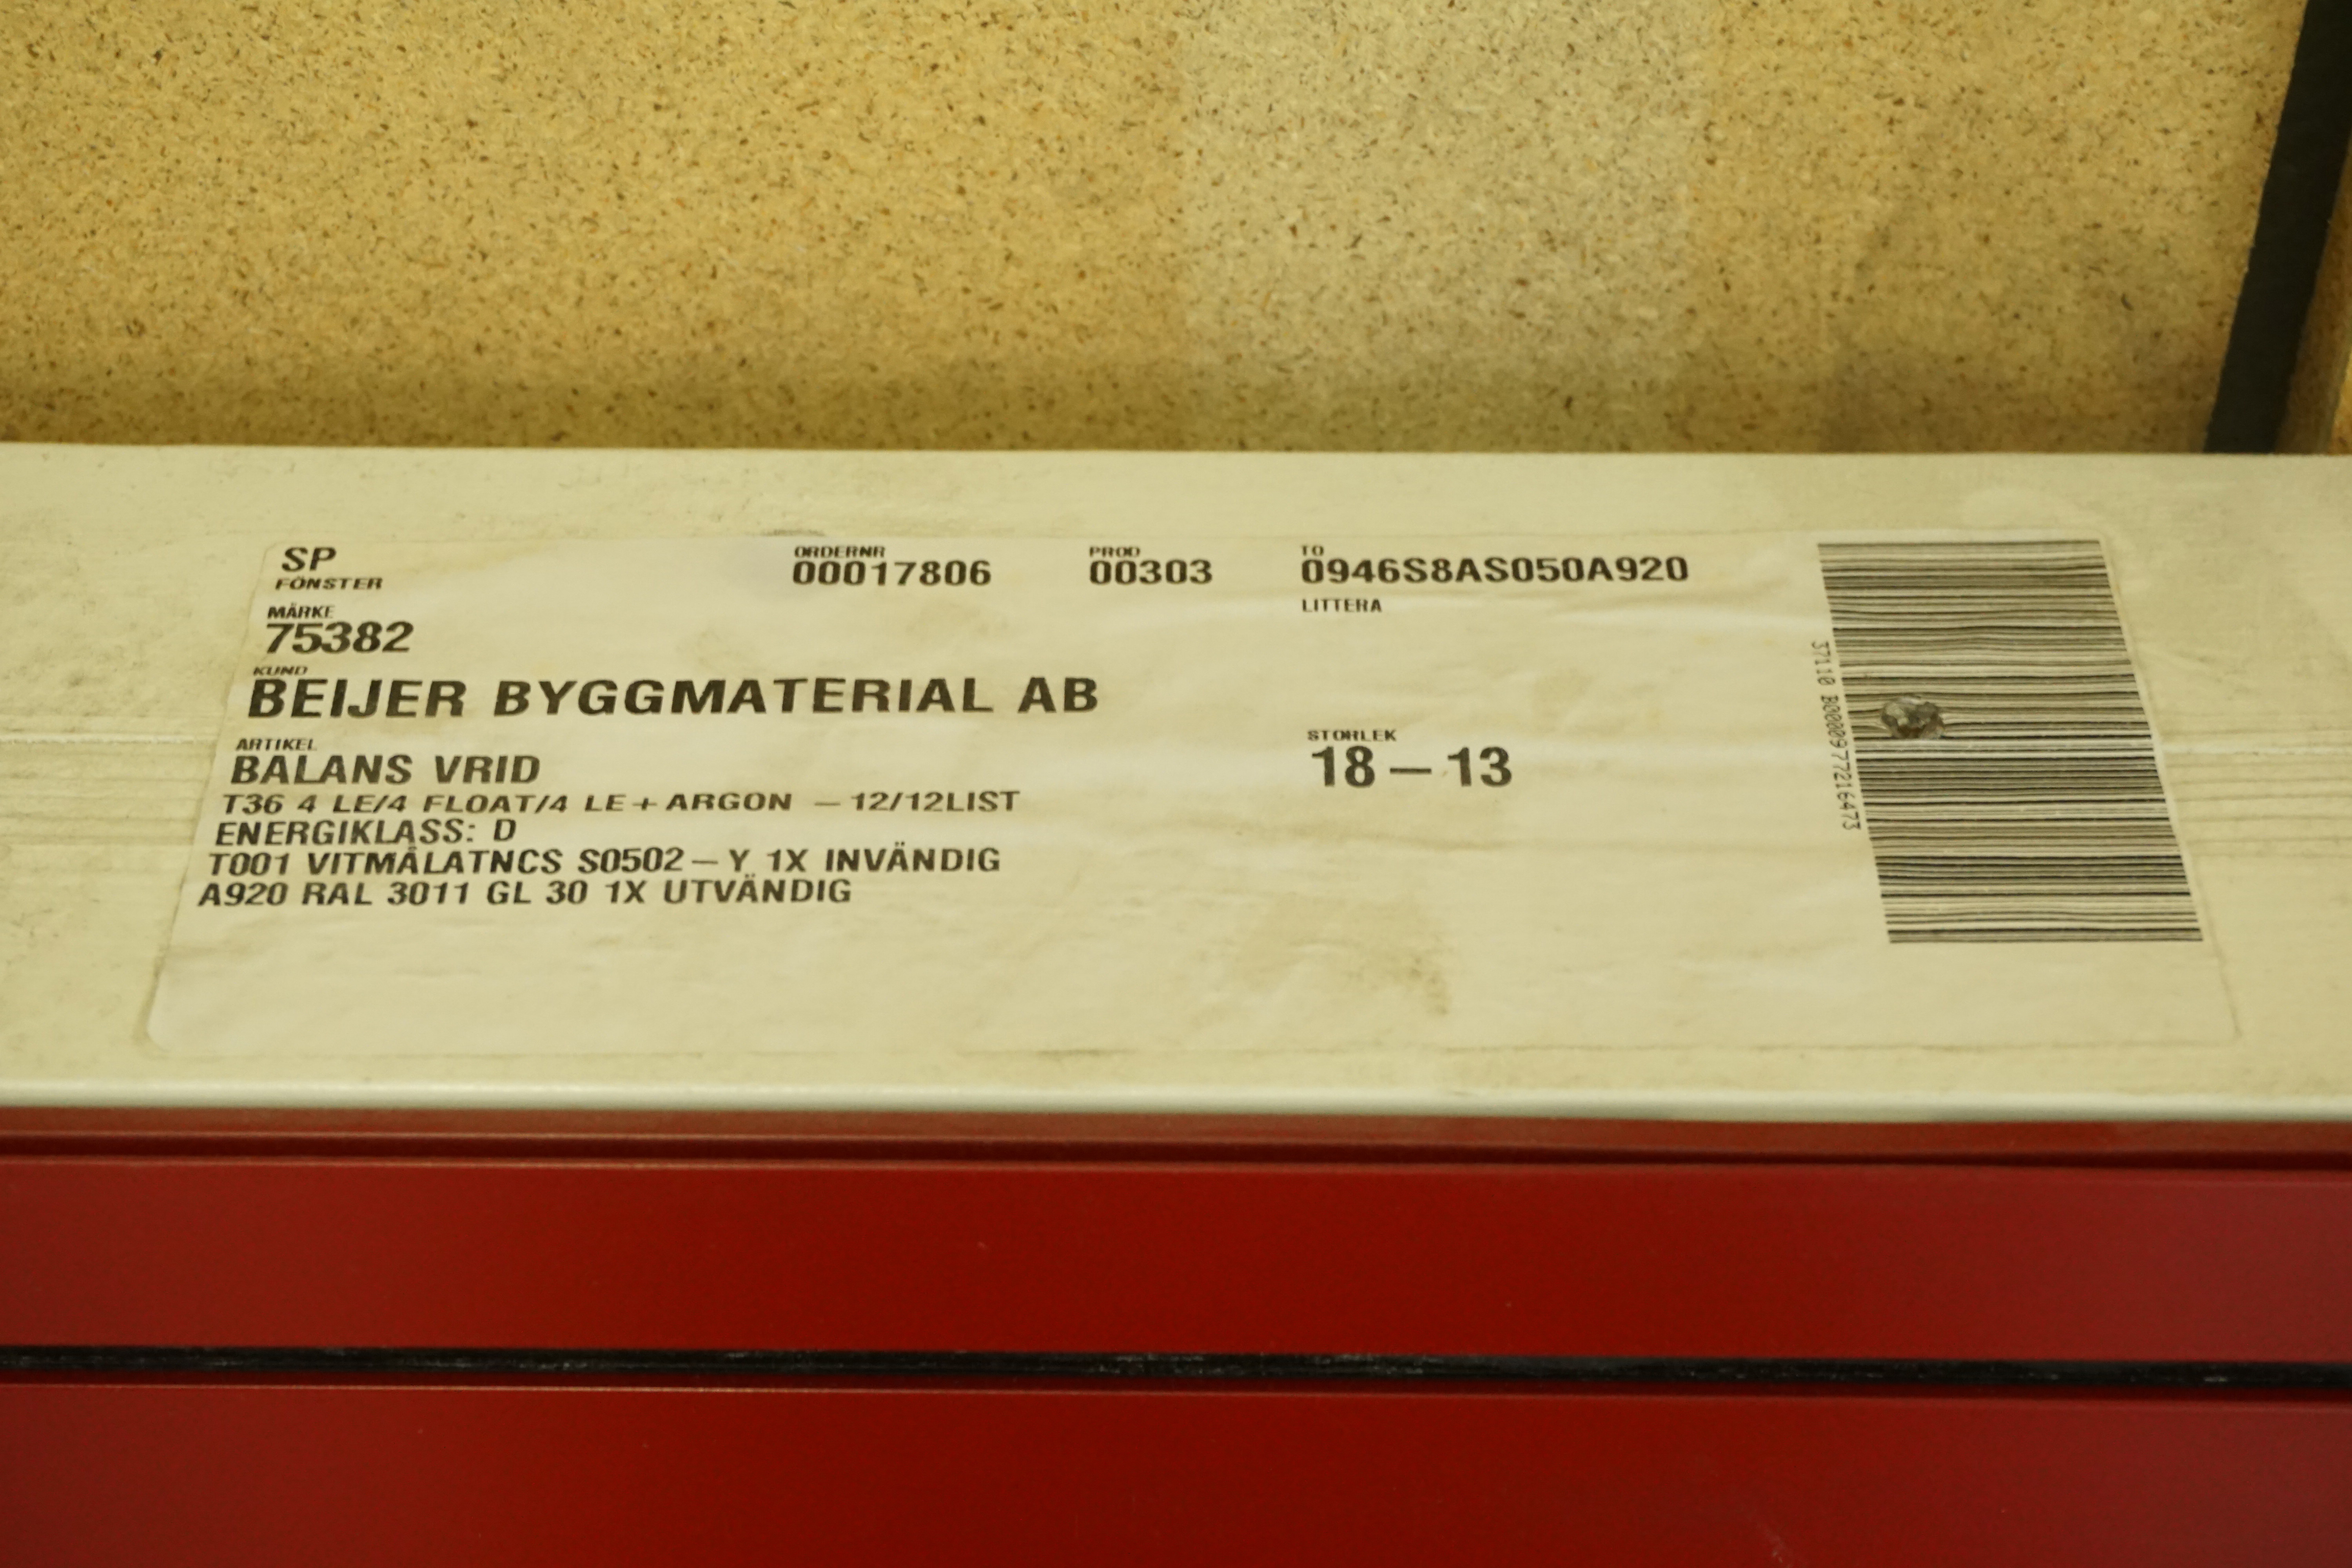 SP
FÖNSTER
ORDERNR
00017806
PROD
00303
TO
0946S8AS050A920
MÄRKE
75382
LITTERA
KUND
BEIJER BYGGMATERIAL AB
ARTIKEL
BALANS VRID
STORLEK
18-13
T36 4 LE/4 FLOAT/4 LE+ARGON -12/12LIST
ENERGIKLASS: D
T001 VITMÅLATNCS S0502-Y 1X INVÄNDIG
A920 RAL 3011 GL 30 1X UTVÄNDIG